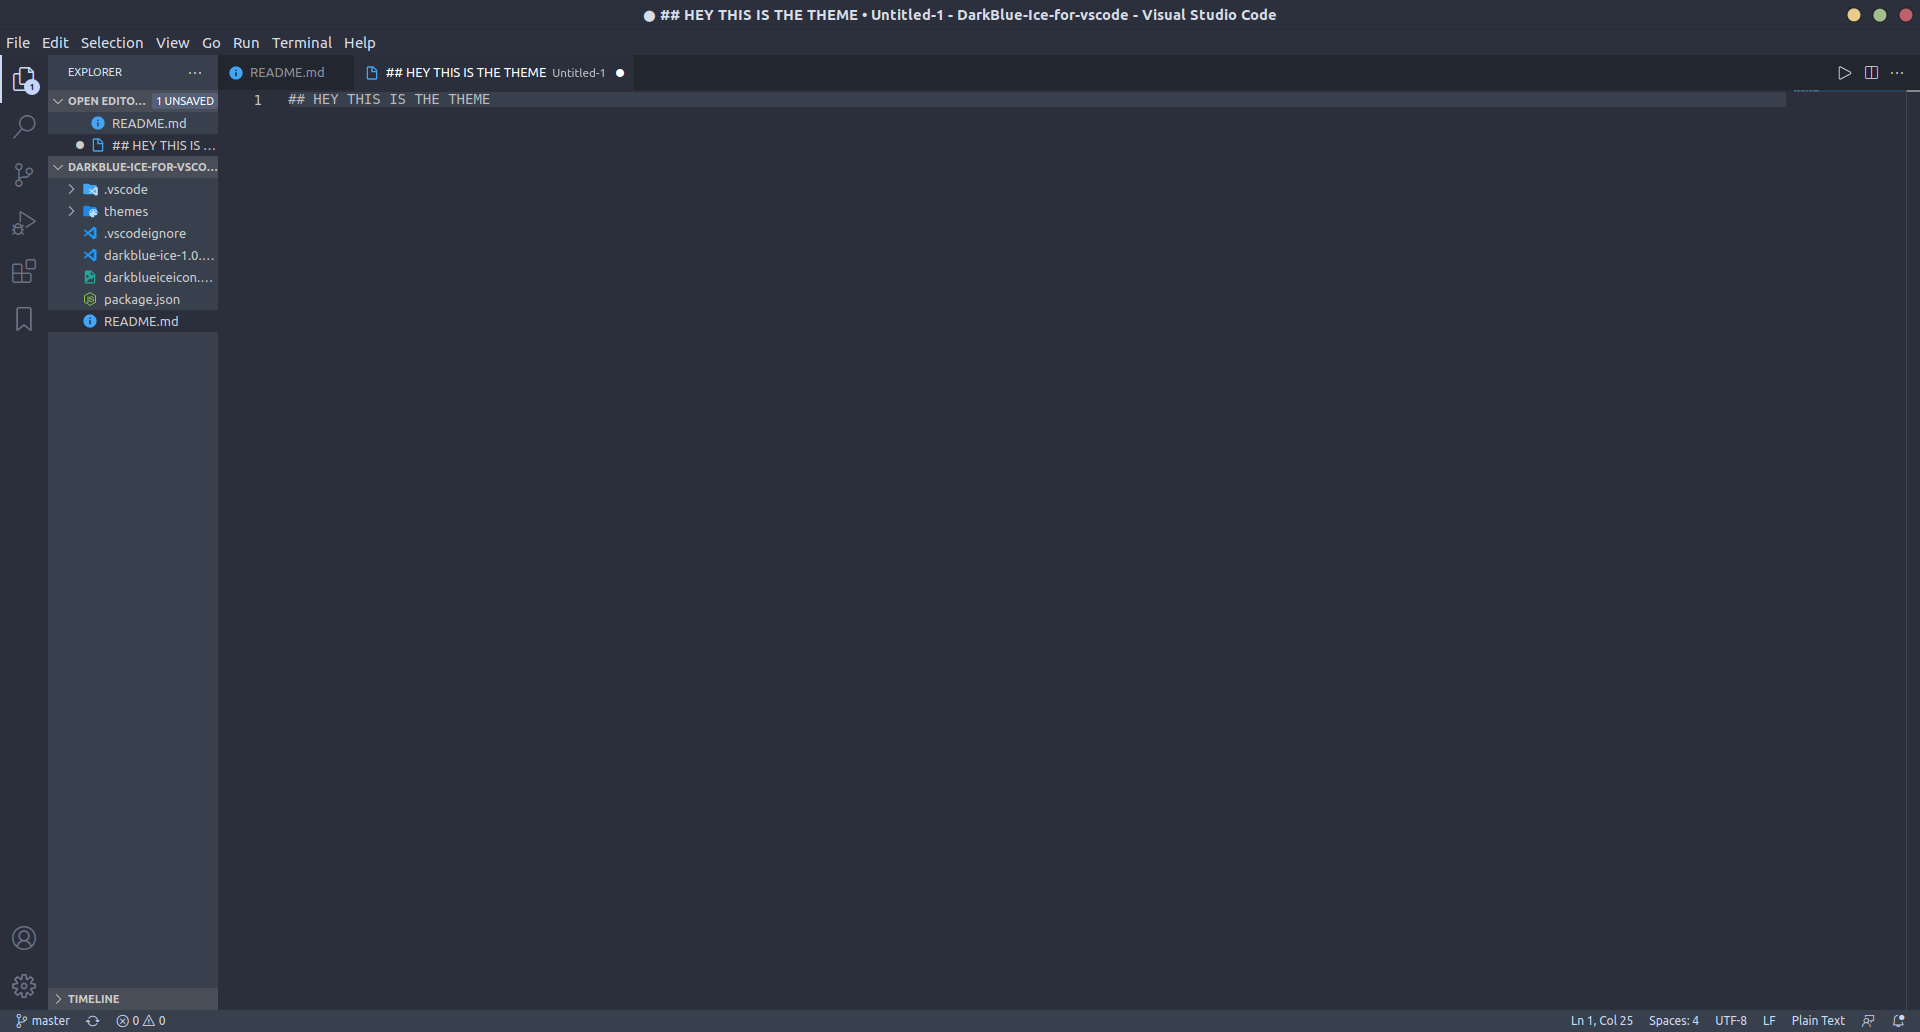 ● ## HEY THIS IS THE THEME • Untitled-1 - DarkBlue-Ice-for-vscode - Visual Studio Code
File Edit Selection View Go Run Terminal Help
EXPLORER
README.md
## HEY THIS IS THE THEME Untitled-1 ●
OPEN EDITO... 1 UNSAVED
README.md
● ## HEY THIS IS ...
DARKBLUE-ICE-FOR-VSCO...
.vscode
themes
.vscodeignore
darkblue-ice-1.0....
darkblueiceicon....
package.json
README.md
TIMELINE
1 ## HEY THIS IS THE THEME
1
master 0 0
Ln 1, Col 25 Spaces: 4 UTF-8 LF Plain Text